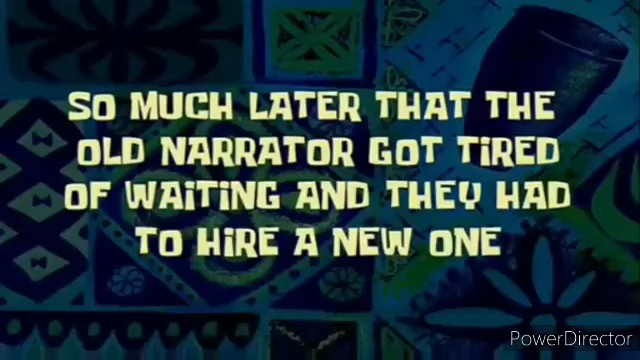 SO MUCH LATER THAT THE
OLD NARRATOR GOT TiRED
OF WAiTiNG AND THEY HAD
TO HiRE A NEW ONE
PowerDirector